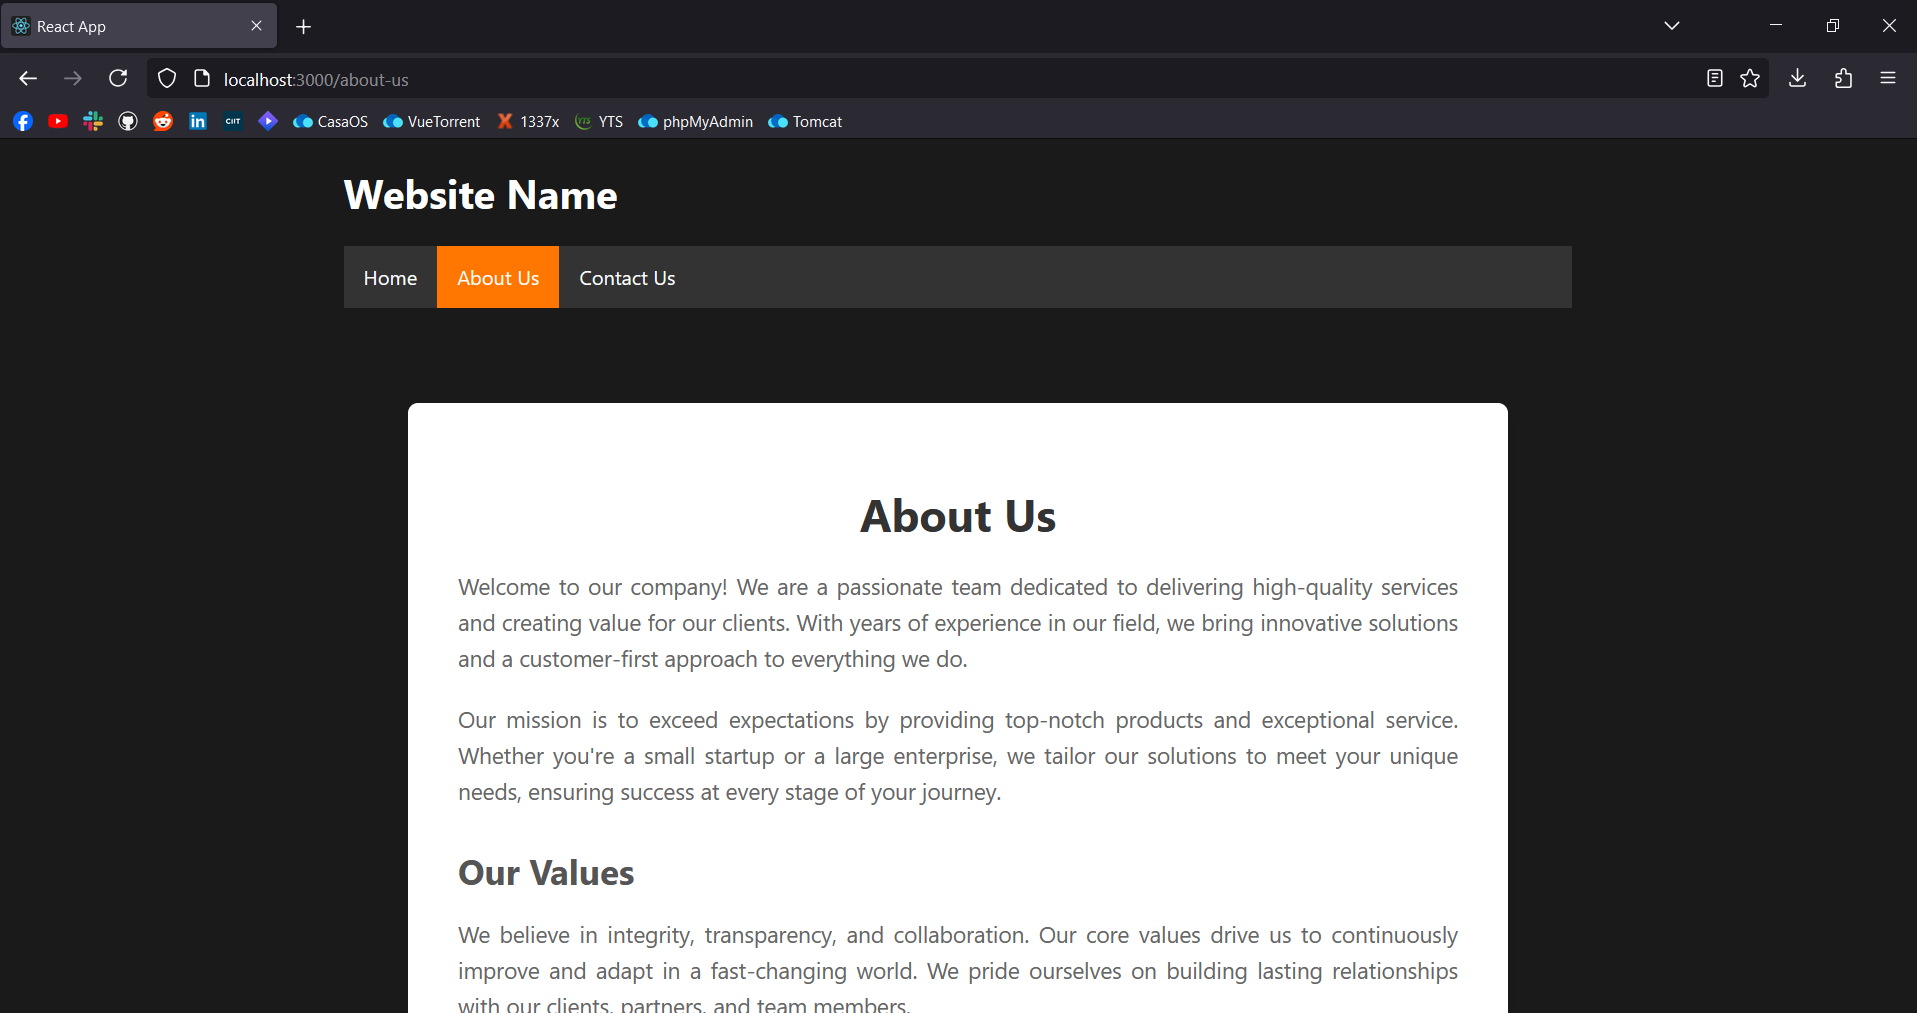 React App
localhost:3000/about-us
CIIT
CasaOS
VueTorrent
1337x
YTS
YTS
phpMyAdmin
Tomcat
Website Name
Home
About Us
Contact Us
About Us
Welcome to our company! We are a passionate team dedicated to delivering high-quality services
and creating value for our clients. With years of experience in our field, we bring innovative solutions
and a customer-first approach to everything we do.
Our mission is to exceed expectations by providing top-notch products and exceptional service.
Whether you're a small startup or a large enterprise, we tailor our solutions to meet your unique
needs, ensuring success at every stage of your journey.
Our Values
We believe in integrity, transparency, and collaboration. Our core values drive us to continuously
improve and adapt in a fast-changing world. We pride ourselves on building lasting relationships
with our clients, partners, and team members.